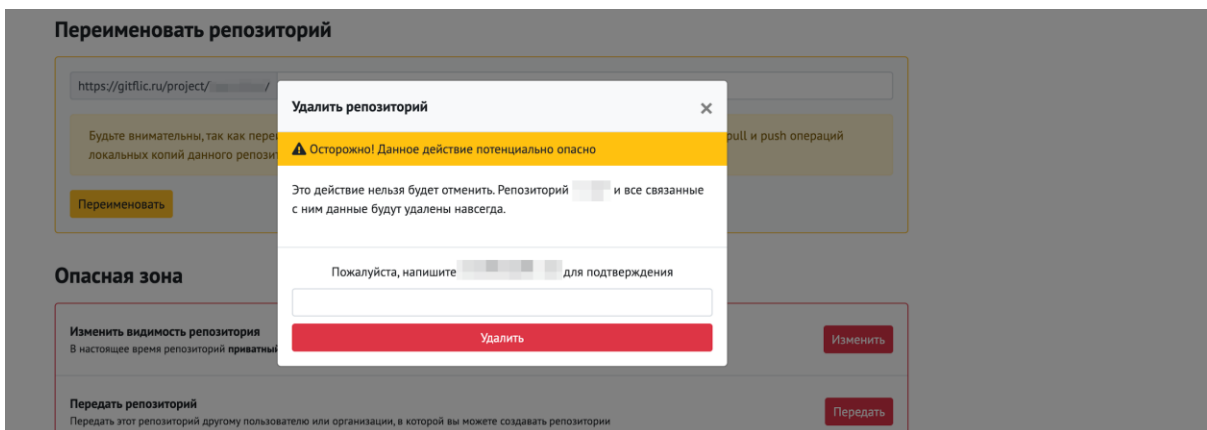 Переименовать репозиторий
https://gitflic.ru/project/ /
Удалить репозиторий ×
Будьте внимательны, так как pull и push операций
Осторожно! Данное действие потенциально опасно
локальных копий данного
Это действие нельзя будет отменить. Репозиторий и все связанные
с ним данные будут удалены навсегда.
Переименовать
Опасная зона
Пожалуйста, напишите для подтверждения
Удалить
Изменить видимость репозитория
В настоящее время репозиторий приватный
Изменить
Передать репозиторий
Передать этот репозиторий другому пользователю или организации, в которой вы можете создавать репозитории
Передать